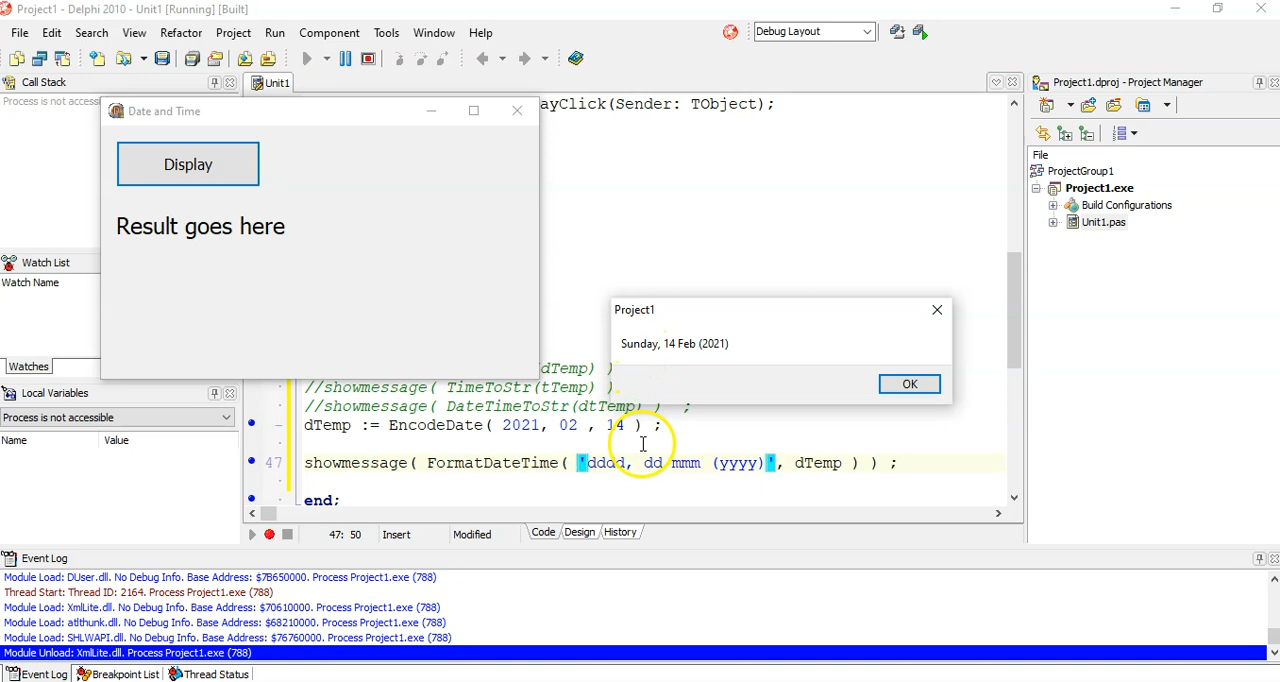 Project1 - Delphi 2010 - Unit1 [Running] [Built]
File Edit Search View Refactor Project Run Component Tools Window Help
Debug Layout
Call Stack
Process is not access
Unit1
Date and Time
Display
Result goes here
ayClick(Sender: TObject);
Watch List
Watch Name
Watches
Local Variables
Process is not accessible
Name Value
Project1
Sunday, 14 Feb (2021)
OK
dTemp) )
//showmessage( TimeToStr(tTemp) )
//showmessage( DateTimeToStr(dtTemp) ) ;
dTemp := EncodeDate( 2021, 02 , 14 ) ;
47 showmessage( FormatDateTime( 'dddd, dd mmm (yyyy)', dTemp ) ) ;
end;
47: 50 Insert Modified Code Design History
Project1.dproj - Project Manager
File
ProjectGroup1
Project1.exe
Build Configurations
Unit1.pas
Event Log
Module Load: DUser.dll. No Debug Info. Base Address: $7B650000. Process Project1.exe (788)
Thread Start: Thread ID: 2164. Process Project1.exe (788)
Module Load: XmlLite.dll. No Debug Info. Base Address: $70610000. Process Project1.exe (788)
Module Load: atlthunk.dll. No Debug Info. Base Address: $68210000. Process Project1.exe (788)
Module Load: SHLWAPI.dll. No Debug Info. Base Address: $76760000. Process Project1.exe (788)
Module Unload: XmlLite.dll. Process Project1.exe (788)
Event Log Breakpoint List Thread Status